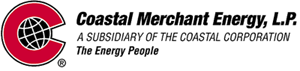 Coastal Merchant Energy, L.P.
A SUBSIDIARY OF THE COASTAL CORPORATION
The Energy People
®